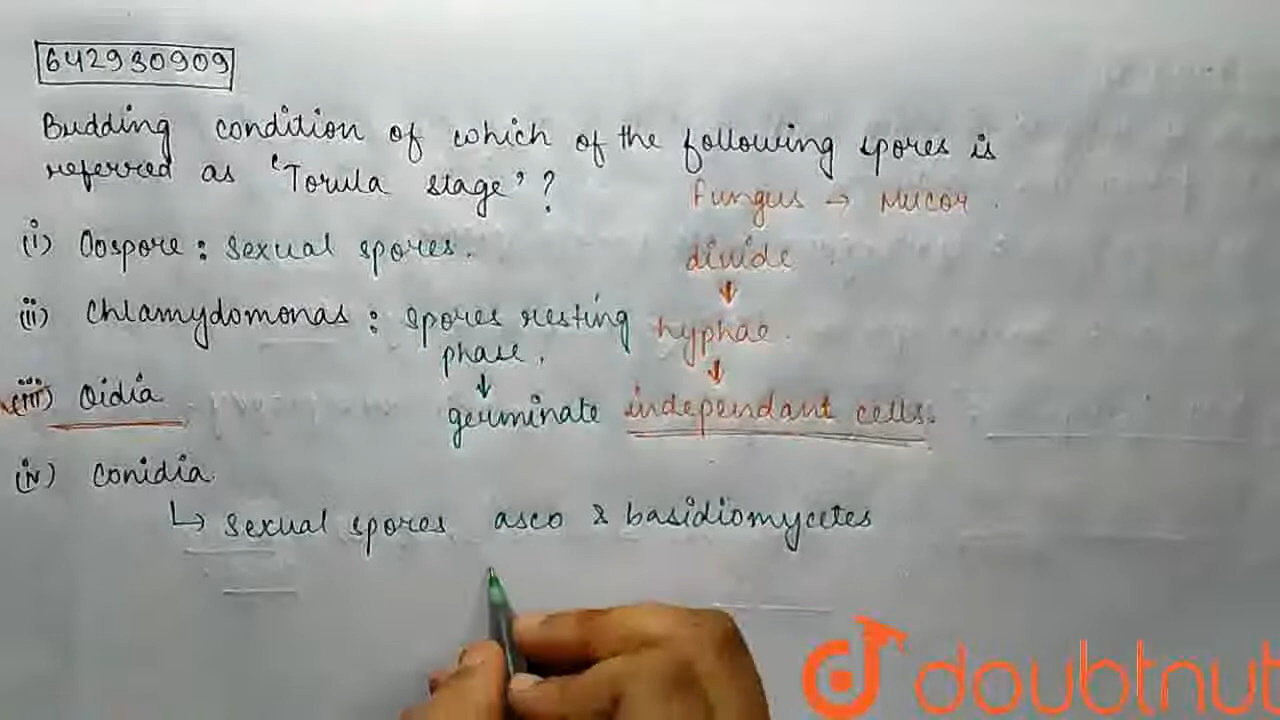 642930909
Budding condition of which of the following spores is
referred as 'Torula stage'?
fungus → Mucor.
(i) Oospore: sexual spores.
divide
(ii) Chlamydomonas: spores resting
phase.
hyphae.
(iii) Oidia
germinate
independant cells.
(iv) Conidia.
↳ sexual spores asco & basidiomycetes
doubtnut